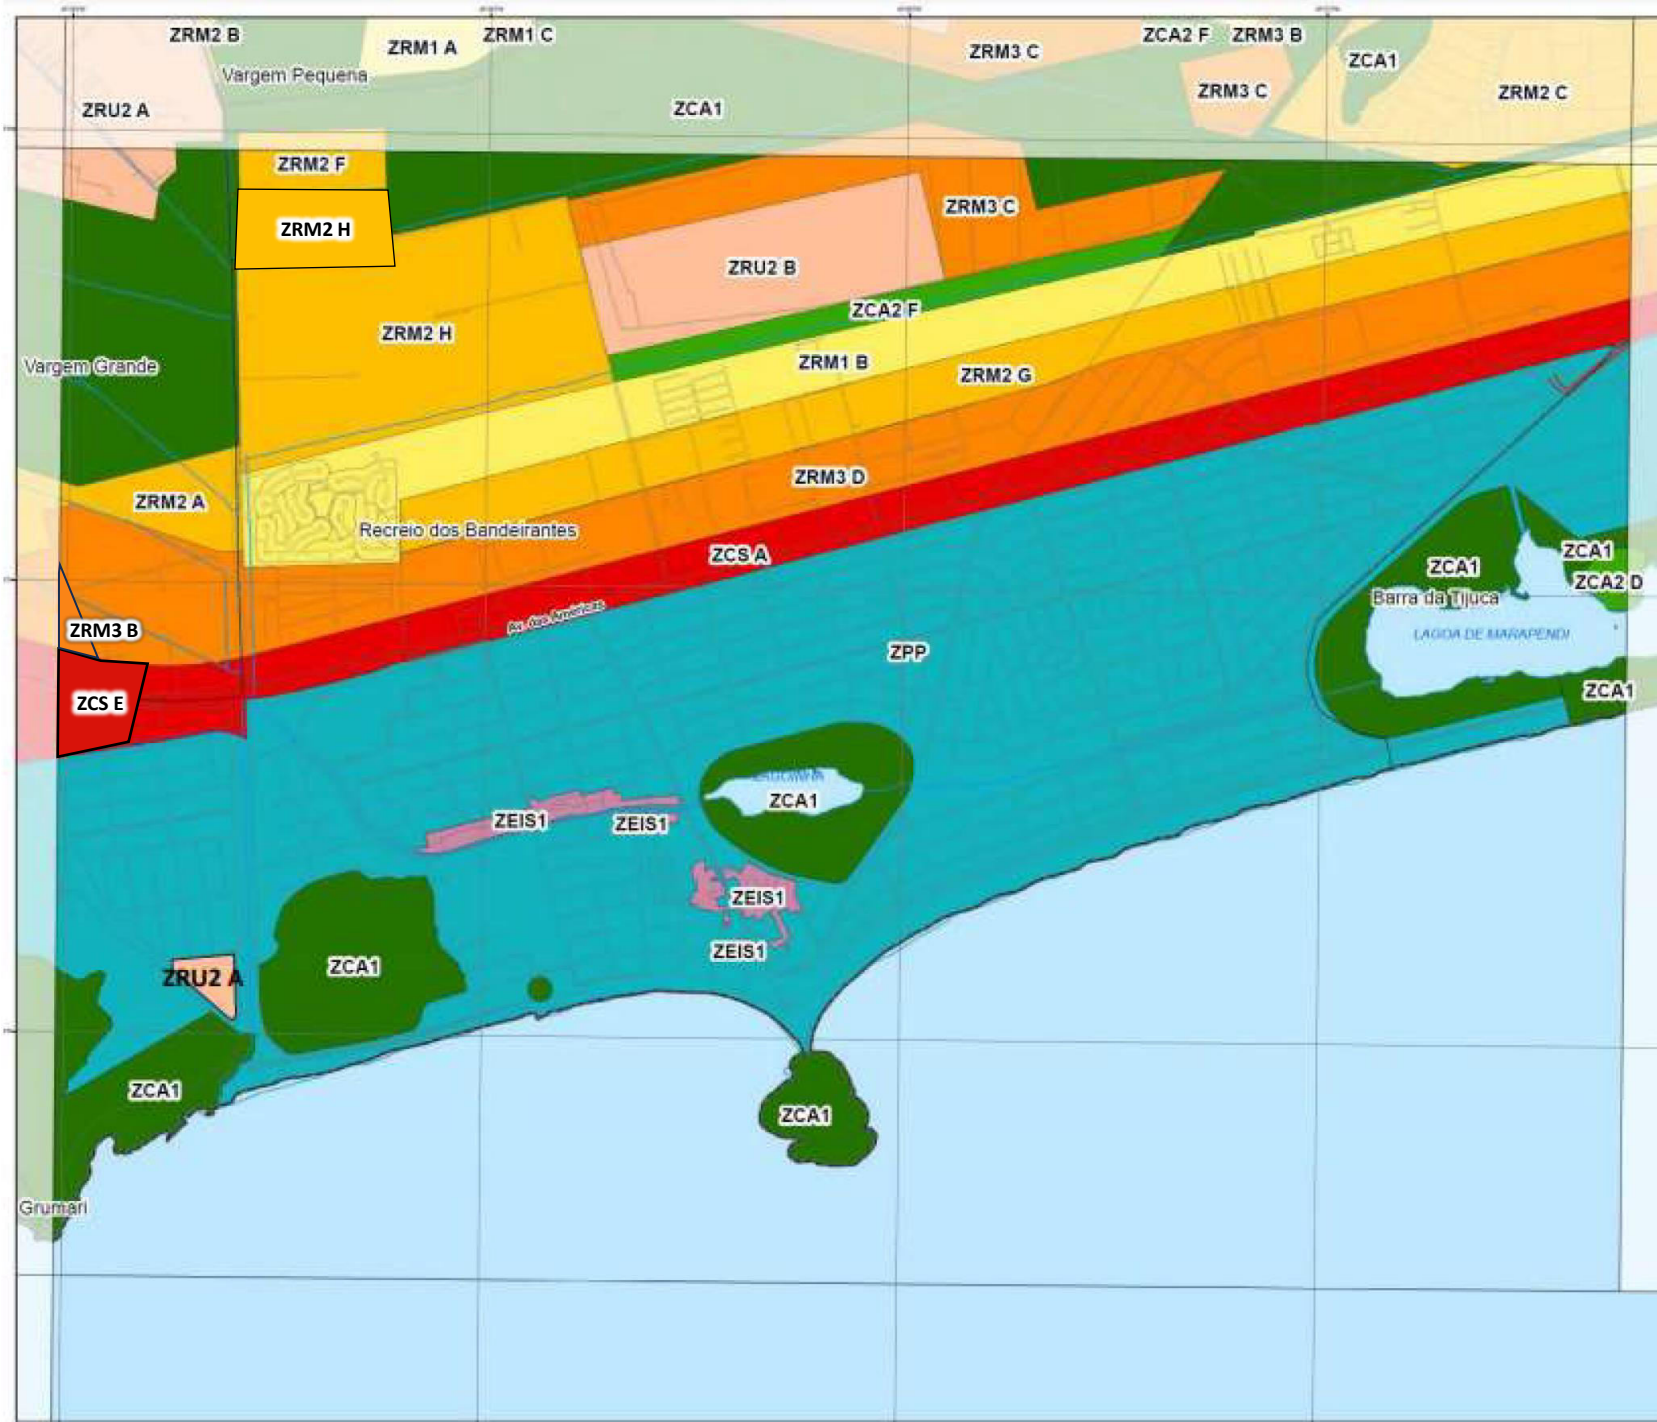 ZRM2 B
ZRM1 A
ZRM1 C
ZRM3 C
ZCA2 F
ZRM3 B
ZCA1
Vargem Pequena
ZRU2 A
ZCA1
ZRM3 C
ZRM2 C
ZRM2 F
ZRM2 H
ZRM3 C
ZRU2 B
ZCA2 F
ZRM2 H
Vargem Grande
ZRM1 B
ZRM2 G
ZRM2 A
ZRM3 D
Recreio dos Bandeirantes
ZCS A
ZCA1
ZCA1
ZCA2 D
Barra da Tijuca
Av. das Américas
ZRM3 B
LAGOA DE MARAPENDI
ZPP
ZCS E
ZCA1
LAGOINHA
ZCA1
ZEIS1
ZEIS1
ZEIS1
ZEIS1
ZRU2 A
ZCA1
ZCA1
ZCA1
Grumari